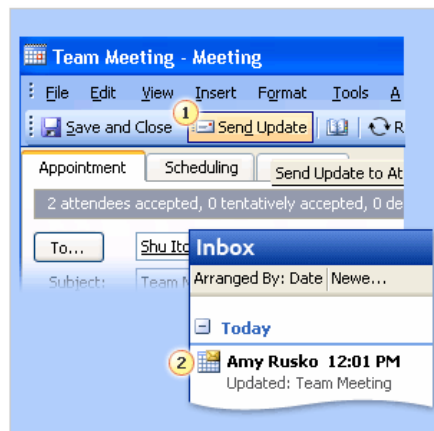 Team Meeting - Meeting
File Edit View Insert Format Tools A
1
Save and Close Send Update R
Appointment Scheduling Send Update to At
2 attendees accepted, 0 tentatively accepted, 0 de
To... Shu Ito
Subject: Team M
Inbox
Arranged By: Date Newe...
Today
2 Amy Rusko 12:01 PM
Updated: Team Meeting